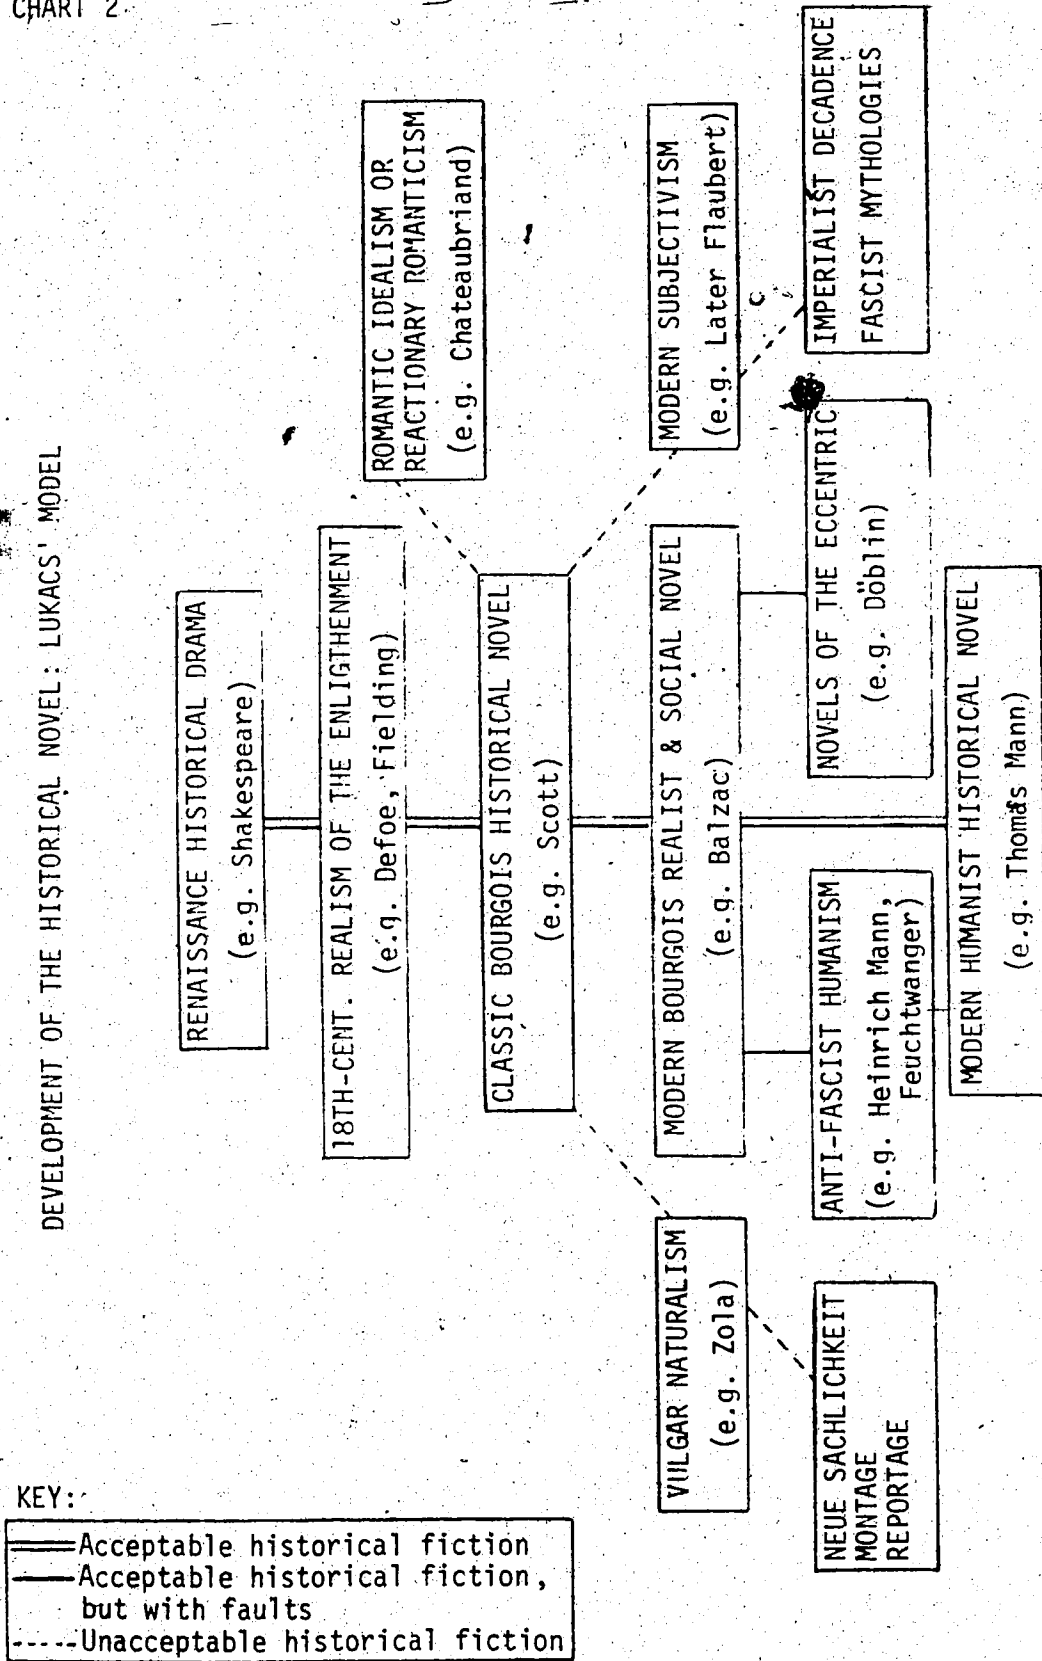 CHART 2
DEVELOPMENT OF THE HISTORICAL NOVEL: LUKACS' MODEL
RENAISSANCE HISTORICAL DRAMA
(e.g. Shakespeare)
18TH-CENT. REALISM OF THE ENLIGTHENMENT
(e.g. Defoe, Fielding)
ROMANTIC IDEALISM OR
REACTIONARY ROMANTICISM
(e.g. Chateaubriand)
CLASSIC BOURGOIS HISTORICAL NOVEL
(e.g. Scott)
VULGAR NATURALISM
(e.g. Zola)
MODERN BOURGOIS REALIST & SOCIAL NOVEL
(e.g. Balzac)
MODERN SUBJECTIVISM
(e.g. Later Flaubert)
NEUE SACHLICHKEIT
MONTAGE
REPORTAGE
ANTI-FASCIST HUMANISM
(e.g. Heinrich Mann,
Feuchtwanger)
NOVELS OF THE ECCENTRIC
(e.g. Döblin)
IMPERIALIST DECADENCE
FASCIST MYTHOLOGIES
MODERN HUMANIST HISTORICAL NOVEL
(e.g. Thomas Mann)
KEY:
Acceptable historical fiction
Acceptable historical fiction,
but with faults
Unacceptable historical fiction